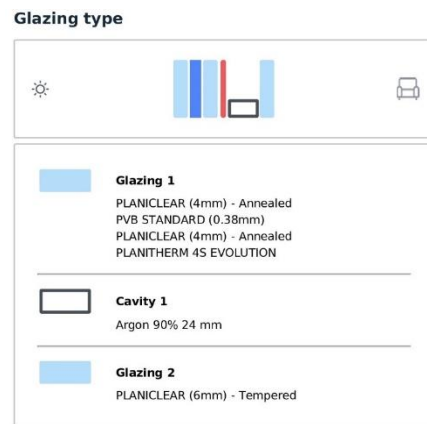 Glazing type
Glazing 1
PLANICLEAR (4mm) - Annealed
PVB STANDARD (0.38mm)
PLANICLEAR (4mm) - Annealed
PLANITHERM 4S EVOLUTION
Cavity 1
Argon 90% 24 mm
Glazing 2
PLANICLEAR (6mm) - Tempered